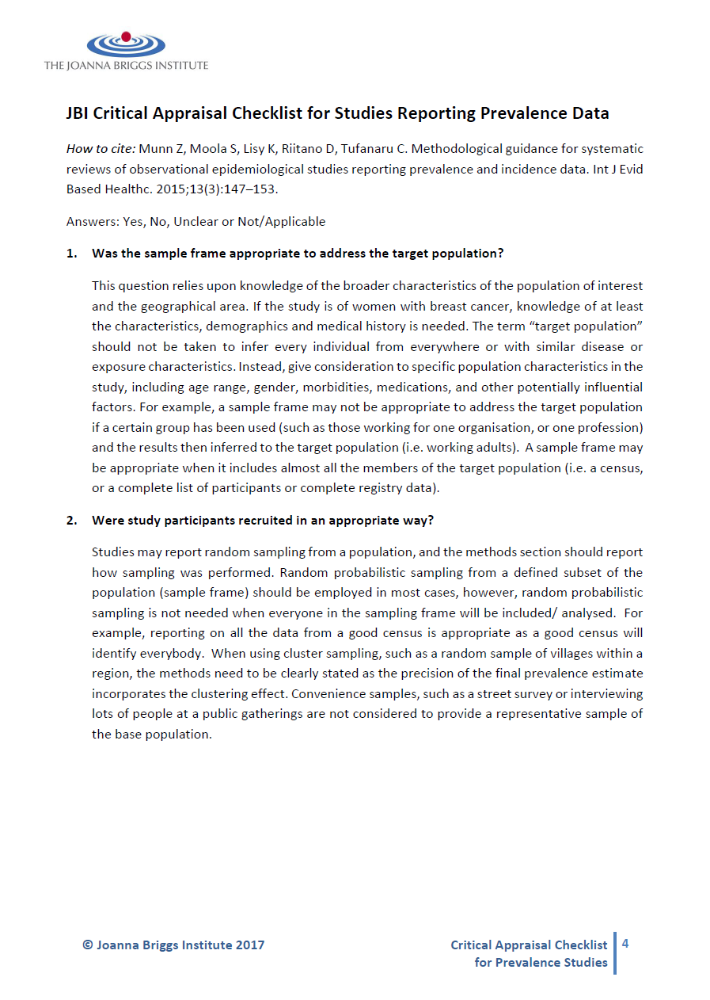 THE JOANNA BRIGGS INSTITUTE
JBI Critical Appraisal Checklist for Studies Reporting Prevalence Data
How to cite: Munn Z, Moola S, Lisy K, Riitano D, Tufanaru C. Methodological guidance for systematic
reviews of observational epidemiological studies reporting prevalence and incidence data. Int J Evid
Based Healthc. 2015;13(3):147–153.
Answers: Yes, No, Unclear or Not/Applicable
1. Was the sample frame appropriate to address the target population?
This question relies upon knowledge of the broader characteristics of the population of interest
and the geographical area. If the study is of women with breast cancer, knowledge of at least
the characteristics, demographics and medical history is needed. The term “target population”
should not be taken to infer every individual from everywhere or with similar disease or
exposure characteristics. Instead, give consideration to specific population characteristics in the
study, including age range, gender, morbidities, medications, and other potentially influential
factors. For example, a sample frame may not be appropriate to address the target population
if a certain group has been used (such as those working for one organisation, or one profession)
and the results then inferred to the target population (i.e. working adults). A sample frame may
be appropriate when it includes almost all the members of the target population (i.e. a census,
or a complete list of participants or complete registry data).
2. Were study participants recruited in an appropriate way?
Studies may report random sampling from a population, and the methods section should report
how sampling was performed. Random probabilistic sampling from a defined subset of the
population (sample frame) should be employed in most cases, however, random probabilistic
sampling is not needed when everyone in the sampling frame will be included/ analysed. For
example, reporting on all the data from a good census is appropriate as a good census will
identify everybody. When using cluster sampling, such as a random sample of villages within a
region, the methods need to be clearly stated as the precision of the final prevalence estimate
incorporates the clustering effect. Convenience samples, such as a street survey or interviewing
lots of people at a public gatherings are not considered to provide a representative sample of
the base population.
© Joanna Briggs Institute 2017
Critical Appraisal Checklist
for Prevalence Studies
4